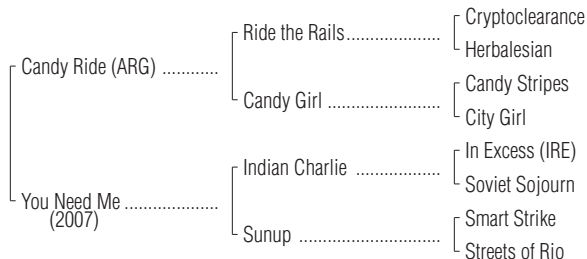 Cryptoclearance
Ride the Rails
Herbalesian
Candy Ride (ARG)
Candy Stripes
Candy Girl
City Girl
In Excess (IRE)
Indian Charlie
Soviet Sojourn
You Need Me
(2007)
Smart Strike
Sunup
Streets of Rio